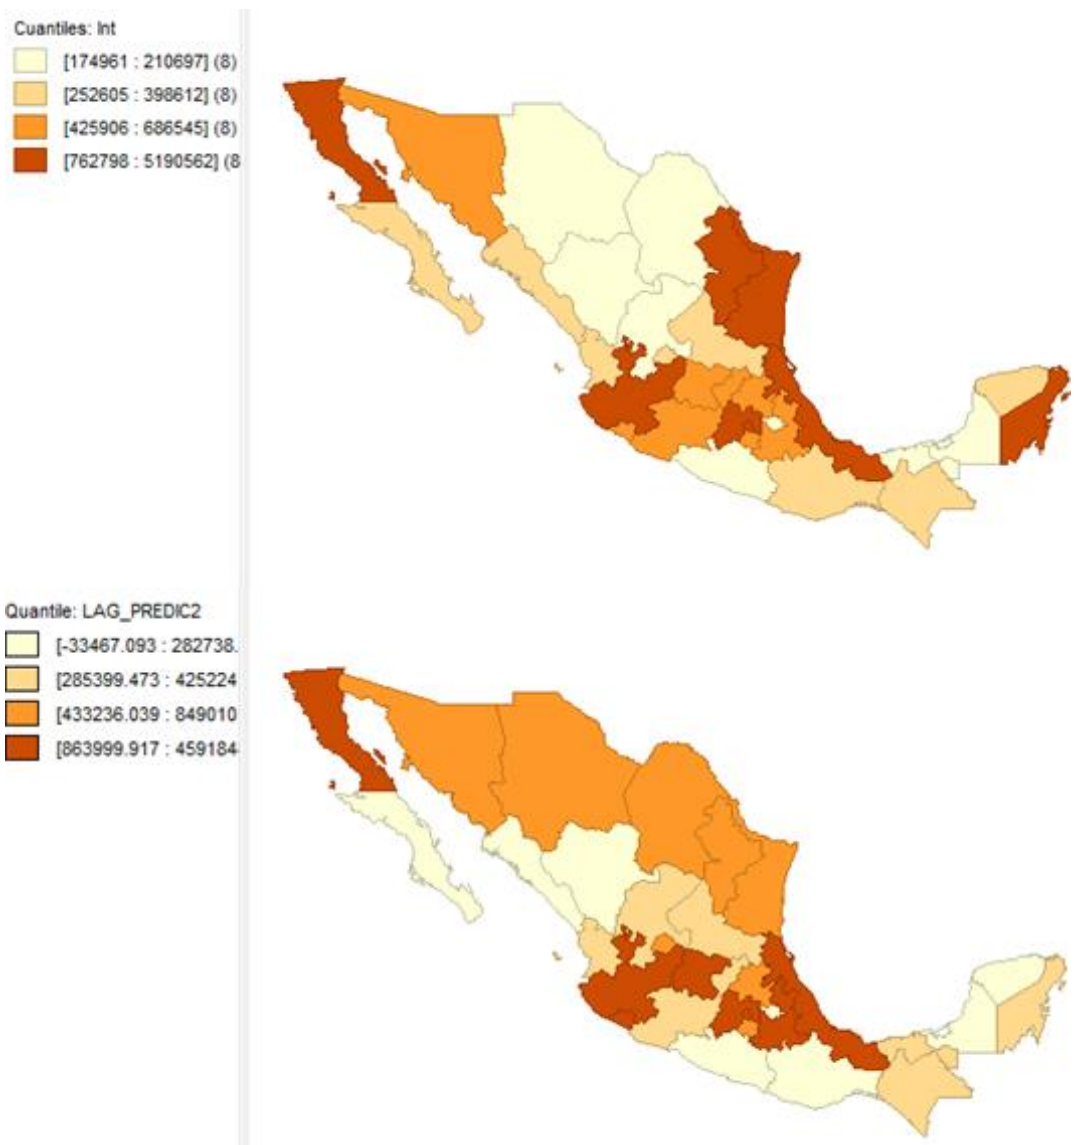 Cuantiles: Int
[174961 : 210697] (8)
[252605 : 398612] (8)
[425906 : 686545] (8)
[762798 : 5190562] (8
Quantile: LAG_PREDIC2
[-33467.093 : 282738.
[285399.473 : 425224
[433236.039 : 849010
[863999.917 : 459184